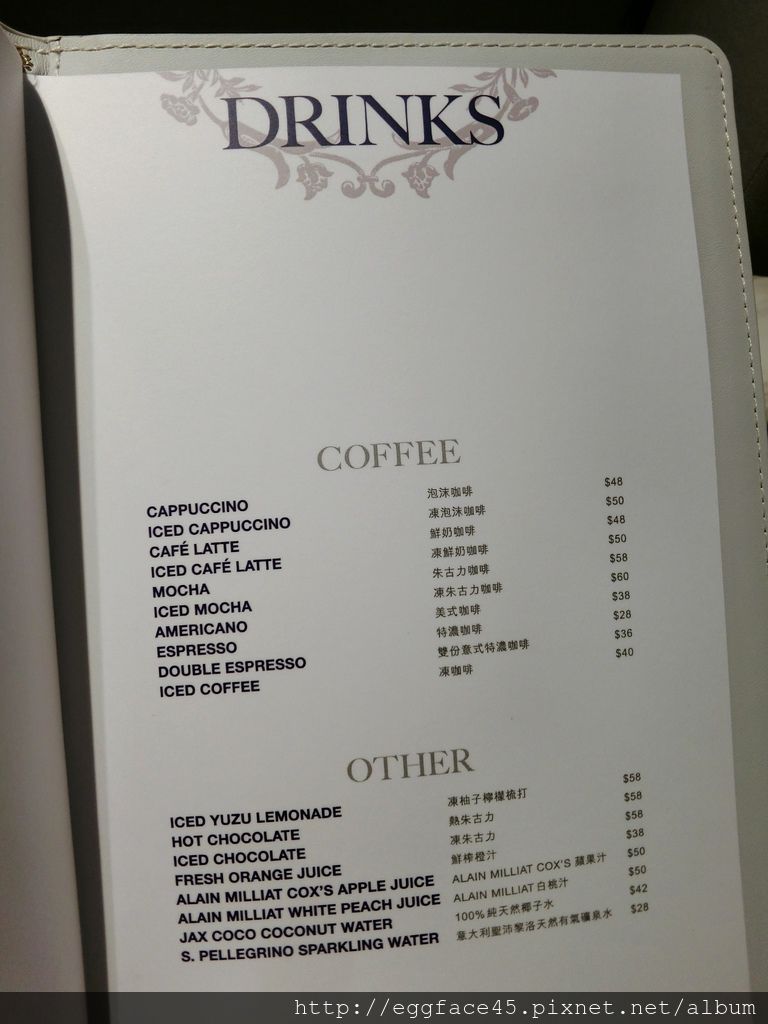 DRINKS
COFFEE
CAPPUCCINO 泡沫咖啡 $48
ICED CAPPUCCINO 凍泡沫咖啡 $50
CAFÉ LATTE 鮮奶咖啡 $48
ICED CAFÉ LATTE 凍鮮奶咖啡 $50
MOCHA 朱古力咖啡 $58
ICED MOCHA 凍朱古力咖啡 $60
AMERICANO 美式咖啡 $38
ESPRESSO 特濃咖啡 $28
DOUBLE ESPRESSO 雙份意式特濃咖啡 $36
ICED COFFEE 凍咖啡 $40
OTHER
ICED YUZU LEMONADE 凍柚子檸檬梳打 $58
HOT CHOCOLATE 熱朱古力 $58
ICED CHOCOLATE 凍朱古力 $58
FRESH ORANGE JUICE 鮮榨橙汁 $38
ALAIN MILLIAT COX'S APPLE JUICE ALAIN MILLIAT COX'S 蘋果汁 $50
ALAIN MILLIAT WHITE PEACH JUICE ALAIN MILLIAT 白桃汁 $50
JAX COCO COCONUT WATER 100% 純天然椰子水 $42
S. PELLEGRINO SPARKLING WATER 意大利聖沛黎洛天然有氣礦泉水 $28
http://eggface45.pixnet.net/album